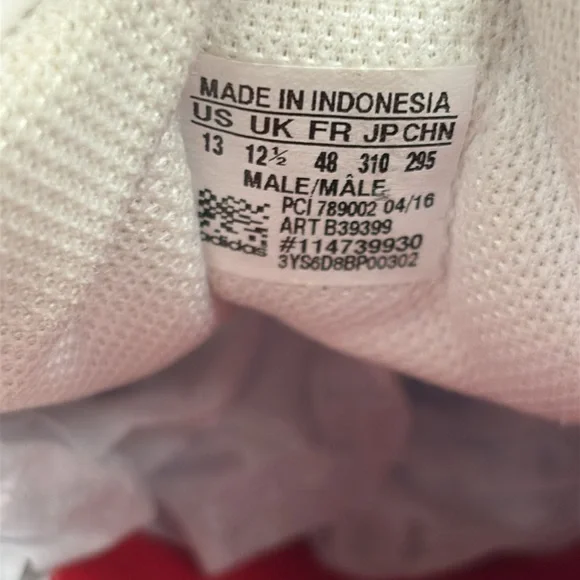 MADE IN INDONESIA
US UK FR JP CHN
13 12½ 48 310 295
MALE/MÂLE
PCI 789002 04/16
ART B39399
#114739930
3YS6D8BP00302
adidas